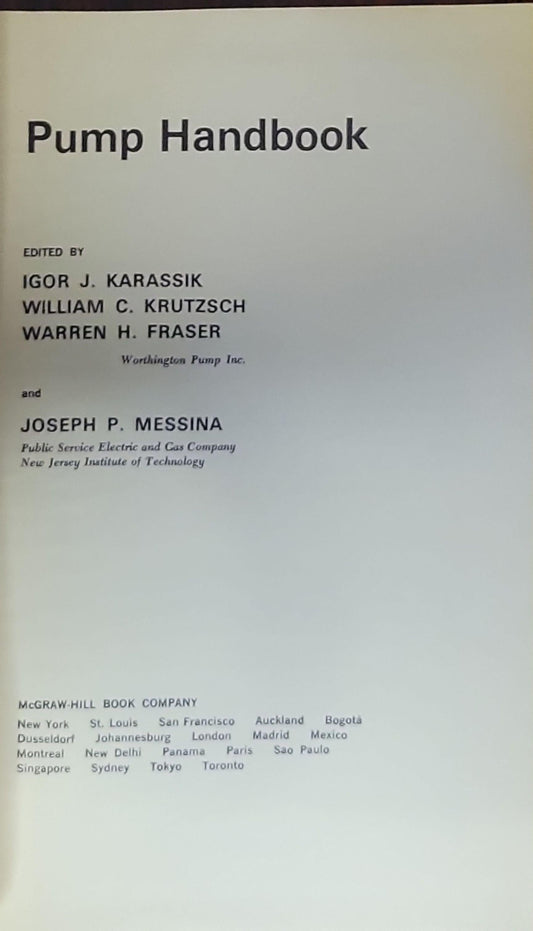 Pump Handbook
EDITED BY
IGOR J. KARASSIK
WILLIAM C. KRUTZSCH
WARREN H. FRASER
Worthington Pump Inc.
and
JOSEPH P. MESSINA
Public Service Electric and Gas Company
New Jersey Institute of Technology
McGRAW-HILL BOOK COMPANY
New York St. Louis San Francisco Auckland Bogotá
Düsseldorf Johannesburg London Madrid Mexico
Montreal New Delhi Panama Paris São Paulo
Singapore Sydney Tokyo Toronto